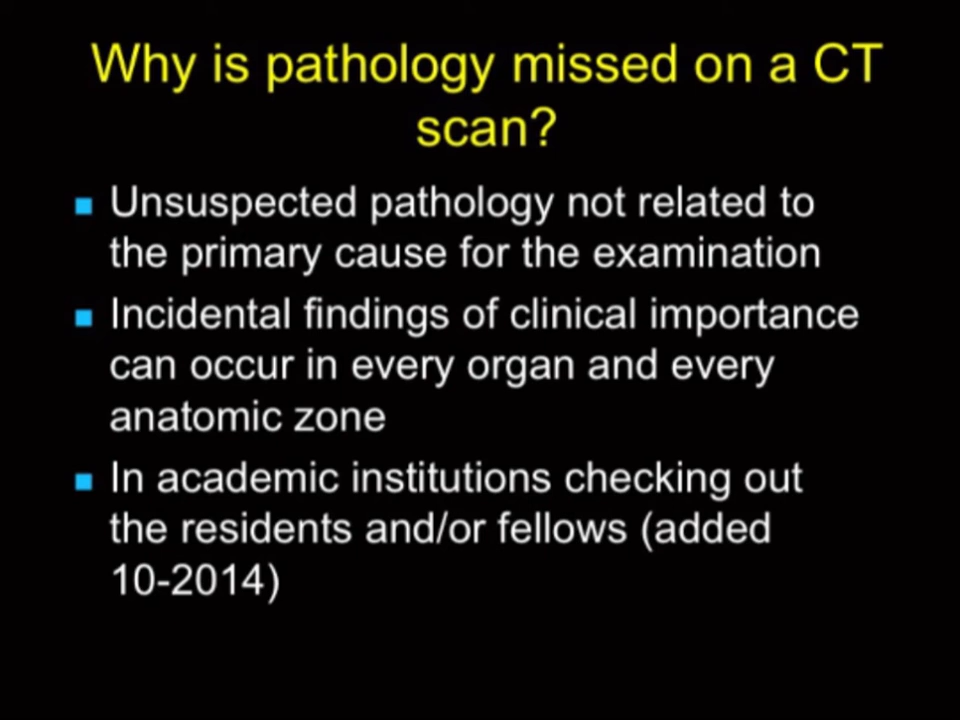 Why is pathology missed on a CT
scan?
Unsuspected pathology not related to
the primary cause for the examination
Incidental findings of clinical importance
can occur in every organ and every
anatomic zone
In academic institutions checking out
the residents and/or fellows (added
10-2014)